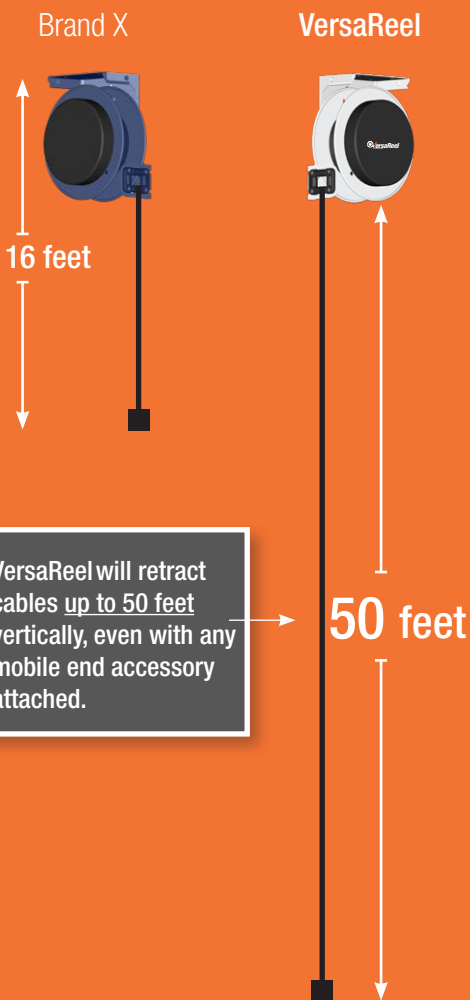 Brand X
VersaReel
VersaReel
16 feet
VersaReel will retract
cables up to 50 feet
vertically, even with any
mobile end accessory
attached.
50 feet